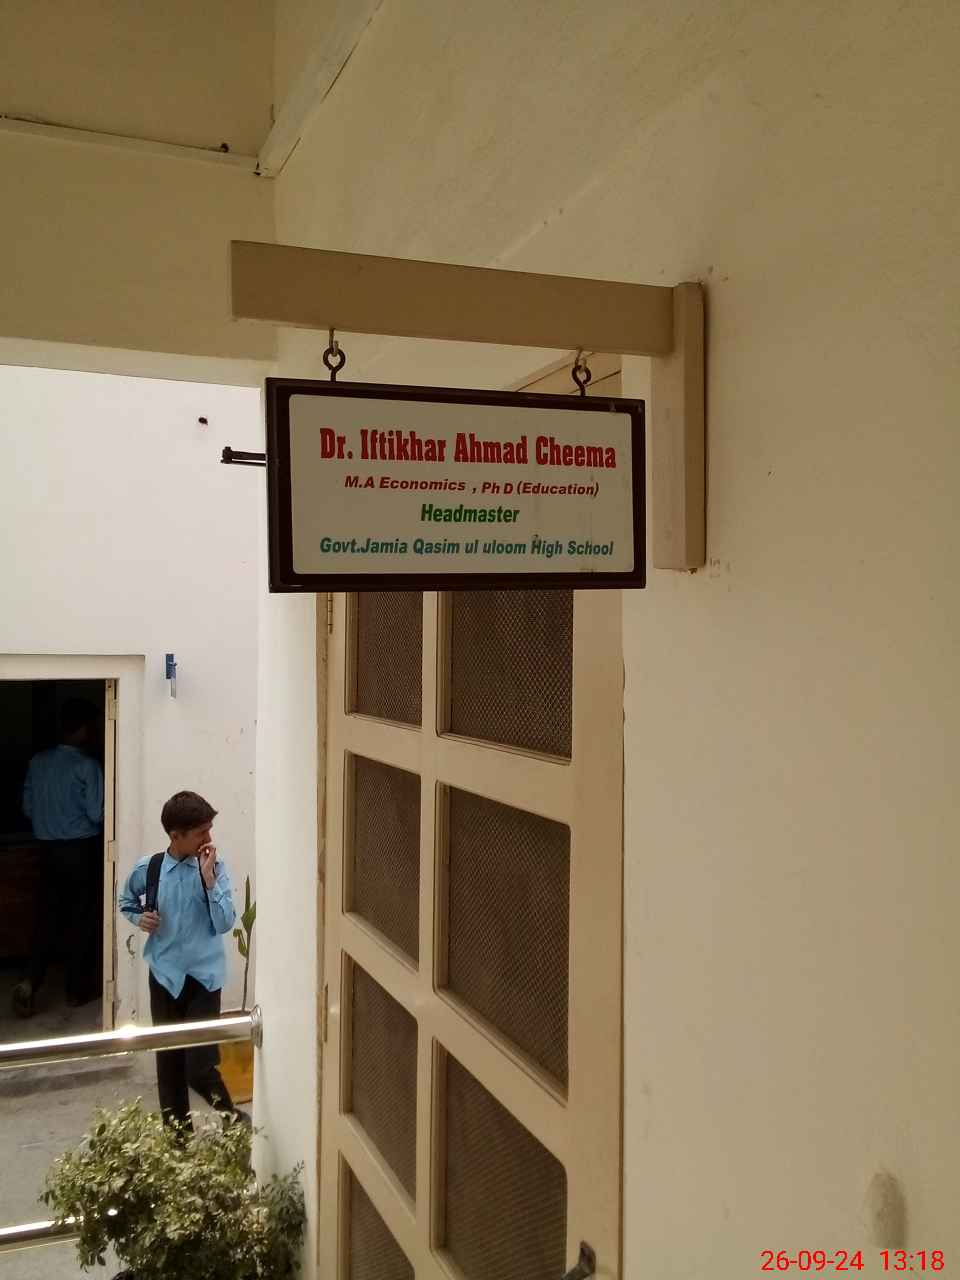 Dr. Iftikhar Ahmad Cheema
M.A Economics , Ph D (Education)
Headmaster
Govt.Jamia Qasim ul uloom High School
26-09-24 13:18